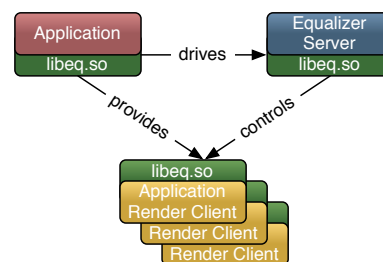 Application
libeq.so
drives
Equalizer
Server
libeq.so
provides
controls
libeq.so
Application
Render Client
Render Client
Render Client